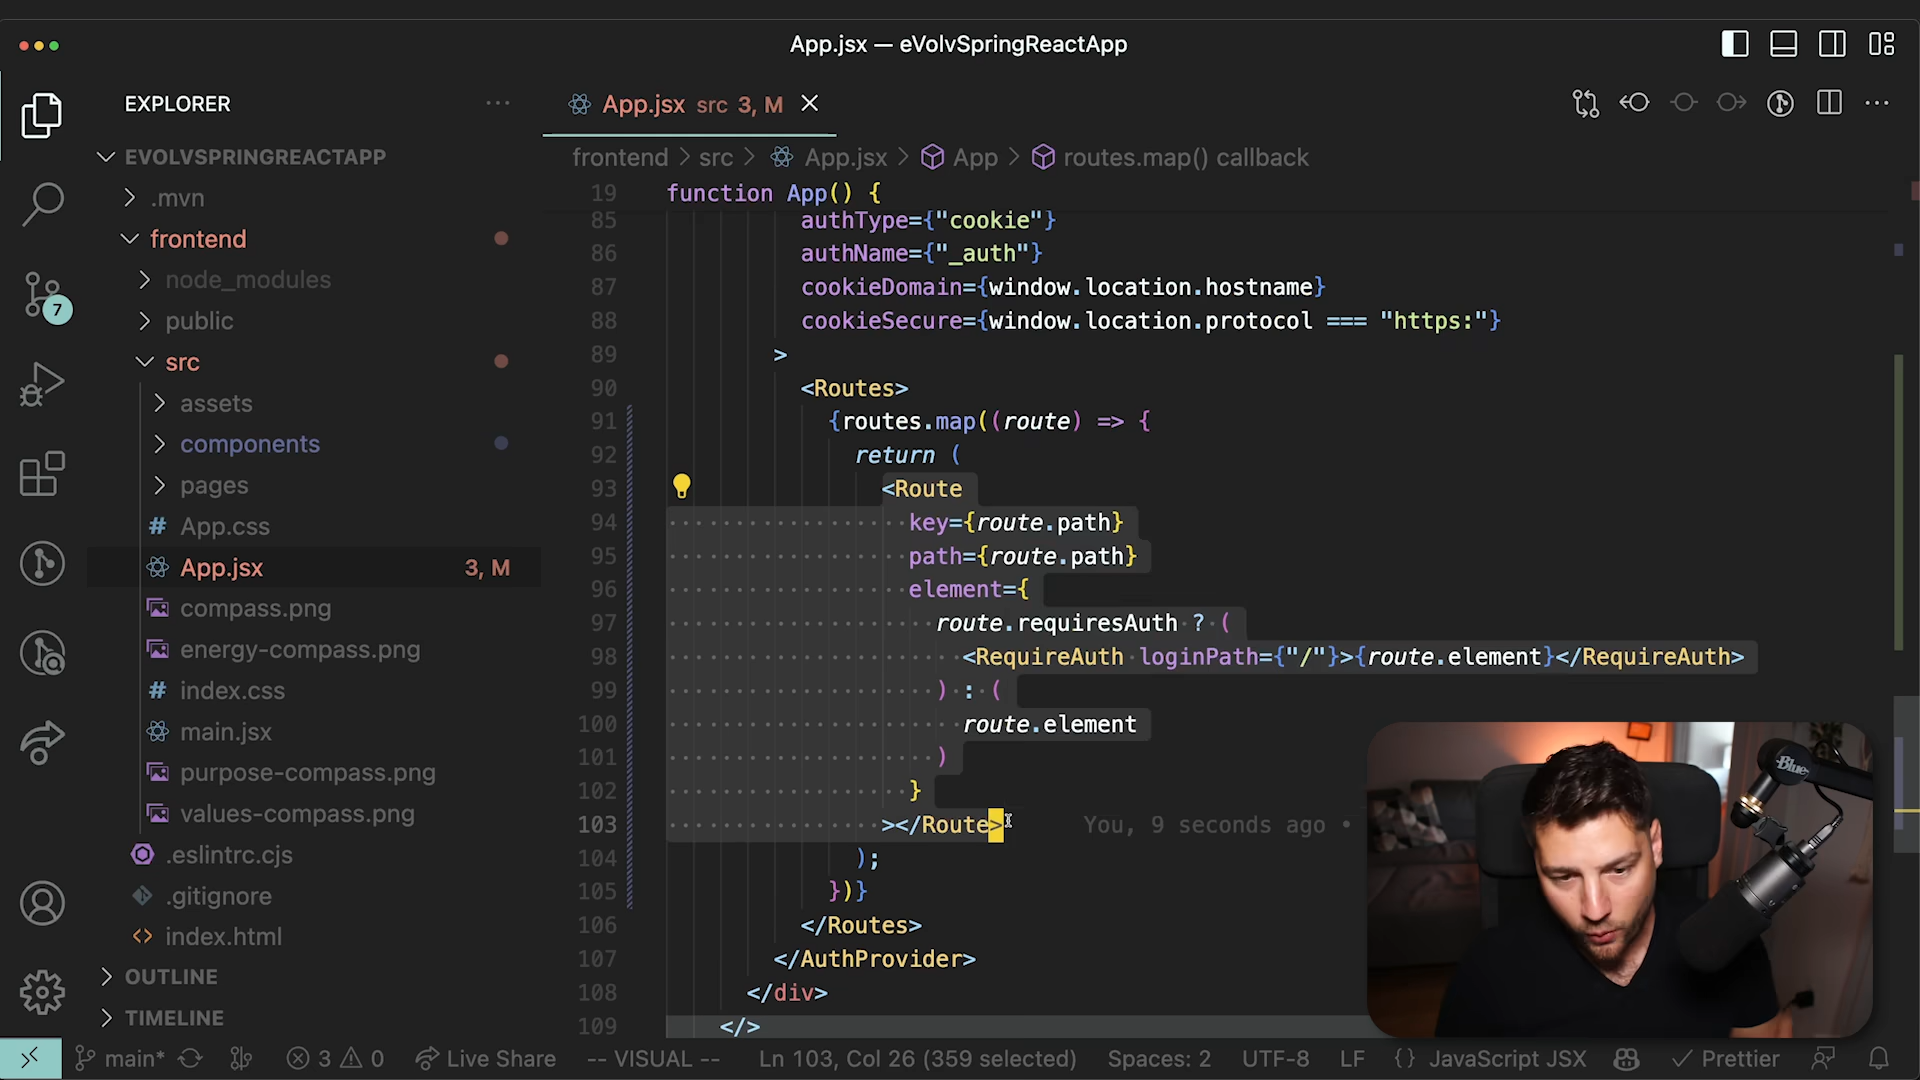 App.jsx — eVolvSpringReactApp
EXPLORER
···
App.jsx src 3, M
EVOLVSPRINGREACTAPP
.mvn
frontend
node_modules
public
src
assets
components
pages
# App.css
App.jsx 3, M
compass.png
energy-compass.png
# index.css
main.jsx
purpose-compass.png
values-compass.png
.eslintrc.cjs
.gitignore
<> index.html
OUTLINE
TIMELINE
7
frontend > src > App.jsx > App > routes.map() callback
19 function App() {
85 authType={"cookie"}
86 authName={"_auth"}
87 cookieDomain={window.location.hostname}
88 cookieSecure={window.location.protocol === "https:"}
89 >
90 <Routes>
91 {routes.map((route) => {
92 return (
93 <Route
94 key={route.path}
95 path={route.path}
96 element={
97 route.requiresAuth ? (
98 <RequireAuth loginPath={"/"}>{route.element}</RequireAuth>
99 ) : (
100 route.element
101 )
102 }
103 ></Route> You, 9 seconds ago •
104 );
105 })}
106 </Routes>
107 </AuthProvider>
108 </div>
109 </>
Blue
main* 3 0 Live Share -- VISUAL -- Ln 103, Col 26 (359 selected) Spaces: 2 UTF-8 LF {} JavaScript JSX Prettier